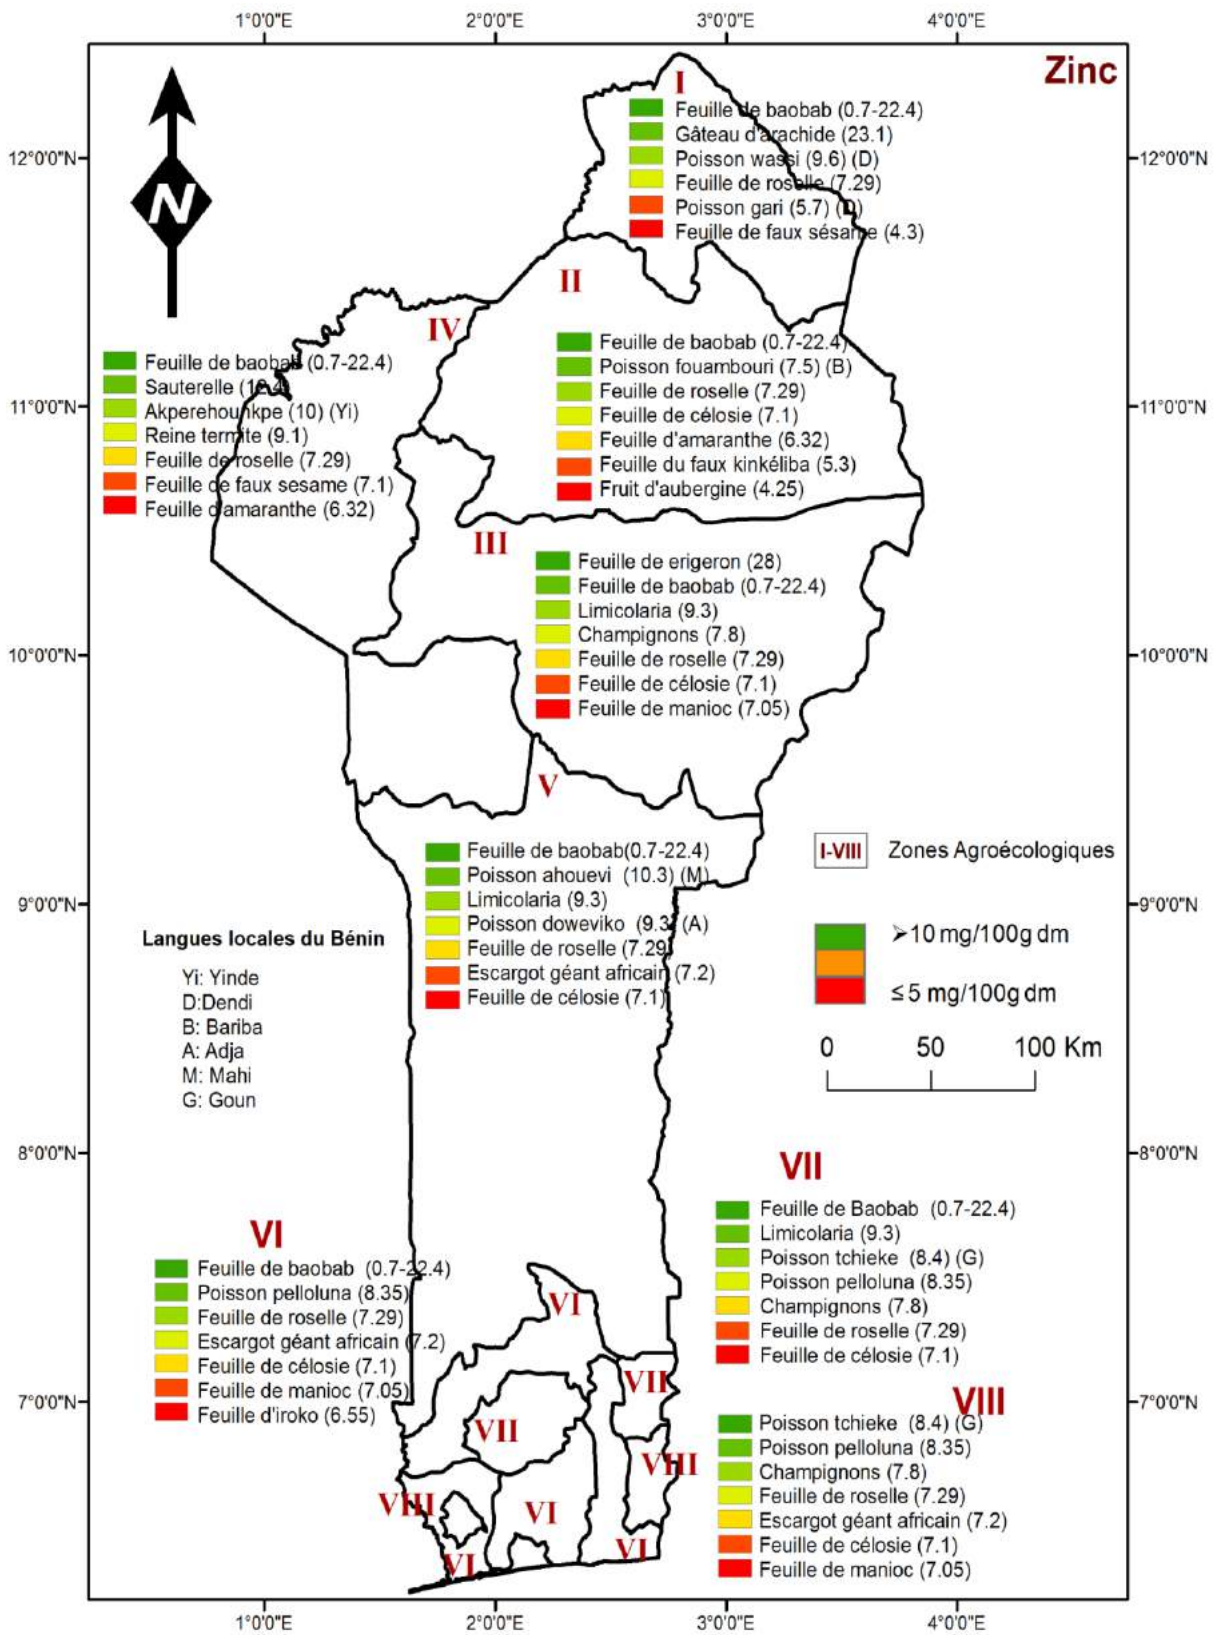 1°0'0"E 2°0'0"E 3°0'0"E 4°0'0"E
Zinc
N
12°0'0"N
12°0'0"N
11°0'0"N
11°0'0"N
10°0'0"N
10°0'0"N
9°0'0"N
9°0'0"N
8°0'0"N
8°0'0"N
7°0'0"N
7°0'0"N
I
Feuille de baobab (0.7-22.4)
Gâteau d'arachide (23.1)
Poisson wassi (9.6) (D)
Feuille de roselle (7.29)
Poisson gari (5.7) (D)
Feuille de faux sésame (4.3)
II
Feuille de baobab (0.7-22.4)
Poisson fouambouri (7.5) (B)
Feuille de roselle (7.29)
Feuille de célosie (7.1)
Feuille d'amaranthe (6.32)
Feuille du faux kinkéliba (5.3)
Fruit d'aubergine (4.25)
IV
Feuille de baobab (0.7-22.4)
Sauterelle
Akperehounkpe (10) (Yi)
Reine termite (9.1)
Feuille de roselle (7.29)
Feuille de faux sesame (7.1)
Feuille d'amaranthe (6.32)
III
Feuille de erigeron (28)
Feuille de baobab (0.7-22.4)
Limicolaria (9.3)
Champignons (7.8)
Feuille de roselle (7.29)
Feuille de célosie (7.1)
Feuille de manioc (7.05)
V
Feuille de baobab(0.7-22.4)
Poisson ahouevi (10.3) (M)
Limicolaria (9.3)
Poisson doweviko (9.3) (A)
Feuille de roselle (7.29)
Escargot géant africain (7.2)
Feuille de célosie (7.1)
I-VIII Zones Agroécologiques
>10 mg/100g dm
≤5 mg/100g dm
0 50 100 Km
Langues locales du Bénin
Yi: Yinde
D:Dendi
B: Bariba
A: Adja
M: Mahi
G: Goun
VI
Feuille de baobab (0.7-22.4)
Poisson pelloluna (8.35)
Feuille de roselle (7.29)
Escargot géant africain (7.2)
Feuille de célosie (7.1)
Feuille de manioc (7.05)
Feuille d'iroko (6.55)
VII
Feuille de Baobab (0.7-22.4)
Limicolaria (9.3)
Poisson tchieke (8.4) (G)
Poisson pelloluna (8.35)
Champignons (7.8)
Feuille de roselle (7.29)
Feuille de célosie (7.1)
VIII
Poisson tchieke (8.4) (G)
Poisson pelloluna (8.35)
Champignons (7.8)
Feuille de roselle (7.29)
Escargot géant africain (7.2)
Feuille de célosie (7.1)
Feuille de manioc (7.05)
VI
VII
VII
VIII
VIII
VI
VI
VI
1°0'0"E 2°0'0"E 3°0'0"E 4°0'0"E